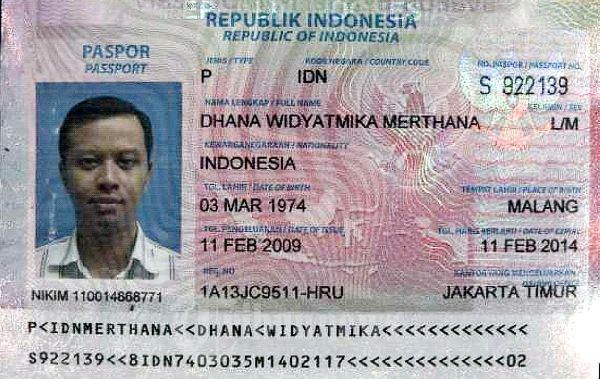 REPUBLIK INDONESIA
REPUBLIC OF INDONESIA
PASPOR
PASSPORT
JENIS / TYPE
KODE NEGARA / COUNTRY CODE
NO. PASPOR / PASSPORT NO.
P
IDN
S 922139
NAMA LENGKAP / FULL NAME
KELAMIN / SEX
DHANA WIDYATMIKA MERTHANA
L/M
KEWARGANEGARAAN / NATIONALITY
INDONESIA
TGL. LAHIR / DATE OF BIRTH
TEMPAT LAHIR / PLACE OF BIRTH
03 MAR 1974
MALANG
TGL. PENGELUARAN / DATE OF ISSUE
TGL. HABIS BERLAKU / DATE OF EXPIRY
11 FEB 2009
11 FEB 2014
REG. NO
KANTOR YANG MENGELUARKAN
ISSUING OFFICE
NIKIM 110014868771
1A13JC9511-HRU
JAKARTA TIMUR
P<IDNMERTHANA<<DHANA<WIDYATMIKA<<<<<<<<<<<<<
S922139<<8IDN7403035M1402117<<<<<<<<<<<<<<02